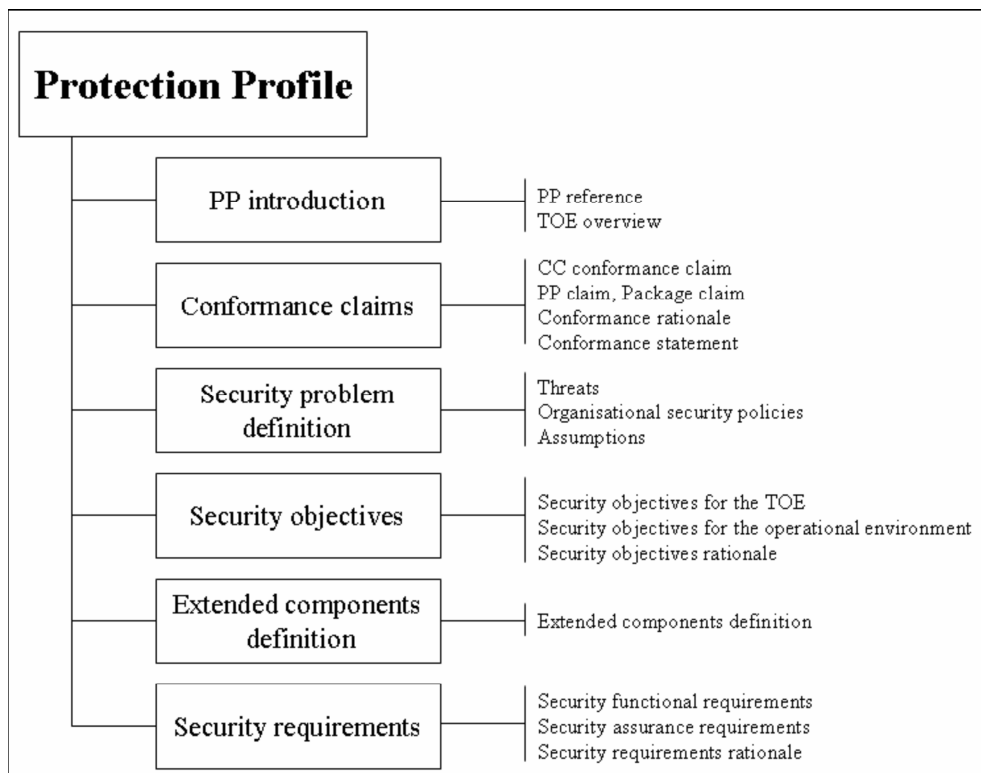 Protection Profile
PP introduction
PP reference
TOE overview
Conformance claims
CC conformance claim
PP claim, Package claim
Conformance rationale
Conformance statement
Security problem
definition
Threats
Organisational security policies
Assumptions
Security objectives
Security objectives for the TOE
Security objectives for the operational environment
Security objectives rationale
Extended components
definition
Extended components definition
Security requirements
Security functional requirements
Security assurance requirements
Security requirements rationale